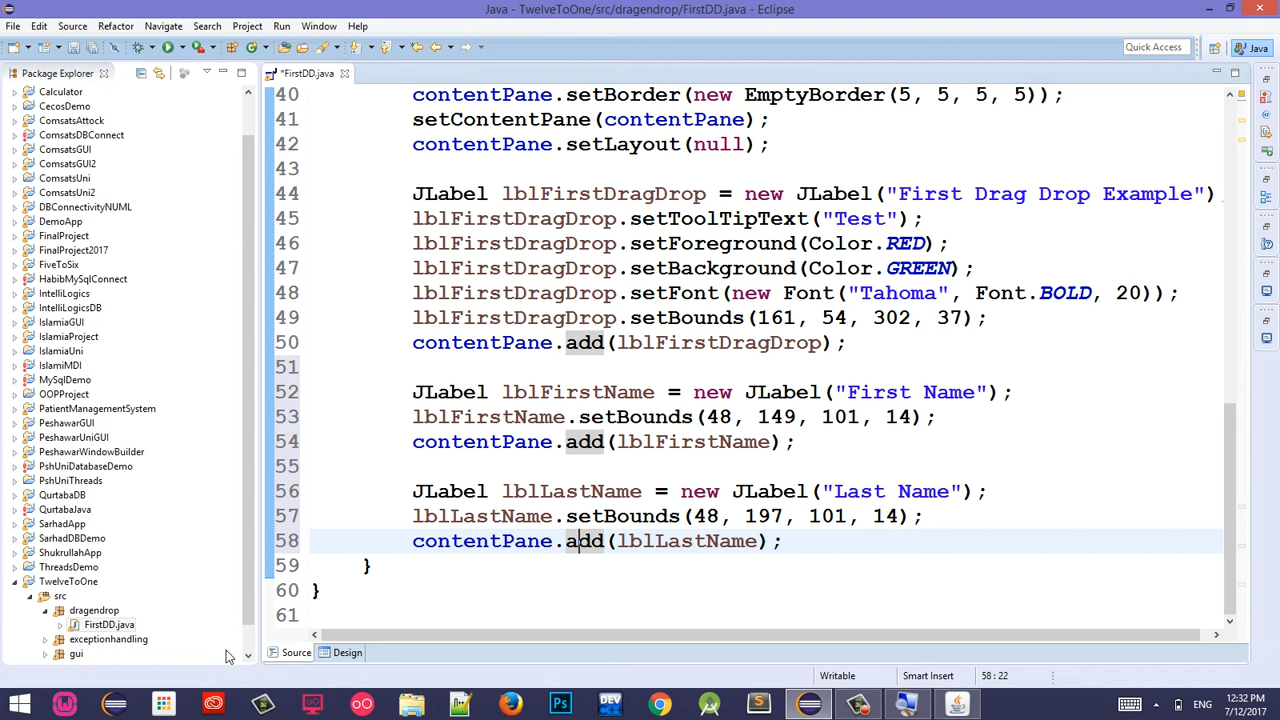 Java - TwelveToOne/src/dragendrop/FirstDD.java - Eclipse
File Edit Source Refactor Navigate Search Project Run Window Help
Quick Access
Java
Package Explorer
*FirstDD.java
Calculator
CecosDemo
ComsatsAttock
ComsatsDBConnect
ComsatsGUI
ComsatsGUI2
ComsatsUni
ComsatsUni2
DBConnectivityNUML
DemoApp
FinalProject
FinalProject2017
FiveToSix
HabibMySqlConnect
IntelliLogics
IntelliLogicsDB
IslamiaGUI
IslamiaProject
IslamiaUni
IslamiMDI
MySqlDemo
OOPProject
PatientManagementSystem
PeshawarGUI
PeshawarUniGUI
PeshawarWindowBuilder
PshUniDatabaseDemo
PshUniThreads
QurtabaDB
QurtabaJava
SarhadApp
SarhadDBDemo
ShukrullahApp
ThreadsDemo
TwelveToOne
src
dragendrop
FirstDD.java
exceptionhandling
gui
40 contentPane.setBorder(new EmptyBorder(5, 5, 5, 5));
41 setContentPane(contentPane);
42 contentPane.setLayout(null);
43
44 JLabel lblFirstDragDrop = new JLabel("First Drag Drop Example")
45 lblFirstDragDrop.setToolTipText("Test");
46 lblFirstDragDrop.setForeground(Color.RED);
47 lblFirstDragDrop.setBackground(Color.GREEN);
48 lblFirstDragDrop.setFont(new Font("Tahoma", Font.BOLD, 20));
49 lblFirstDragDrop.setBounds(161, 54, 302, 37);
50 contentPane.add(lblFirstDragDrop);
51
52 JLabel lblFirstName = new JLabel("First Name");
53 lblFirstName.setBounds(48, 149, 101, 14);
54 contentPane.add(lblFirstName);
55
56 JLabel lblLastName = new JLabel("Last Name");
57 lblLastName.setBounds(48, 197, 101, 14);
58 contentPane.add(lblLastName);
59 }
60 }
61
Source Design
Writable Smart Insert 58 : 22
ENG
12:32 PM
7/12/2017